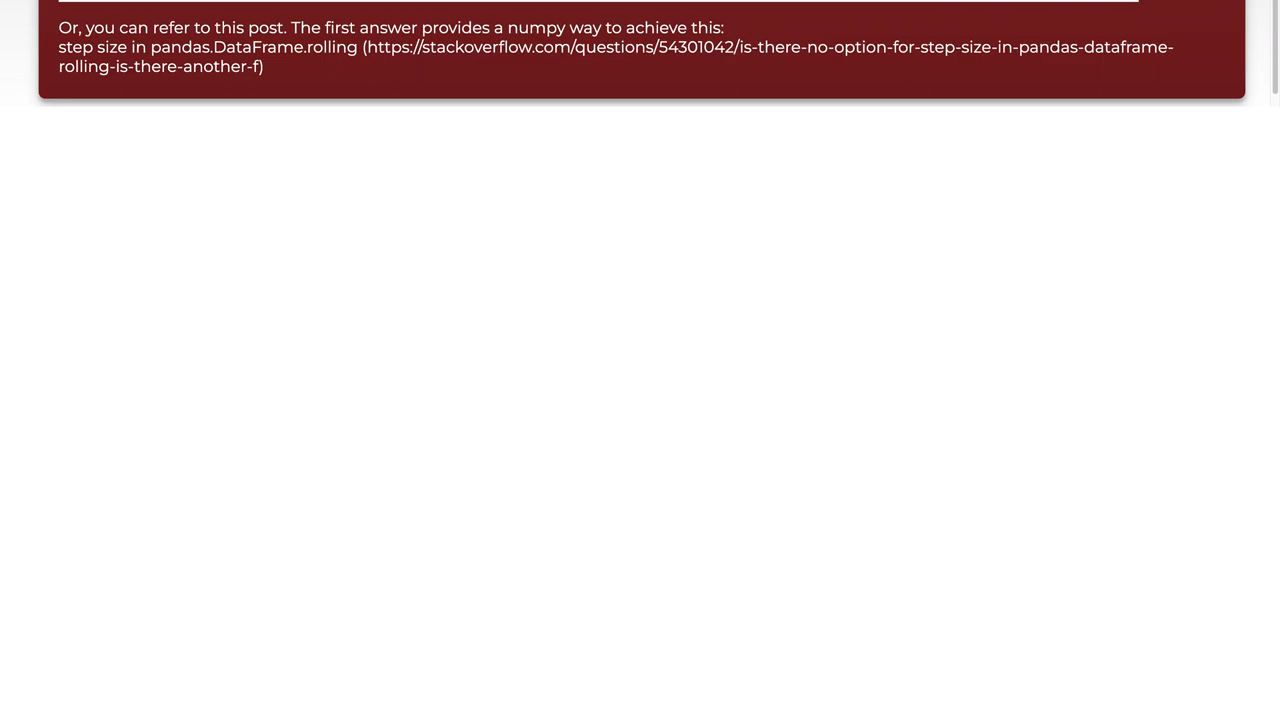 Or, you can refer to this post. The first answer provides a numpy way to achieve this:
step size in pandas.DataFrame.rolling (https://stackoverflow.com/questions/54301042/is-there-no-option-for-step-size-in-pandas-dataframe-
rolling-is-there-another-f)